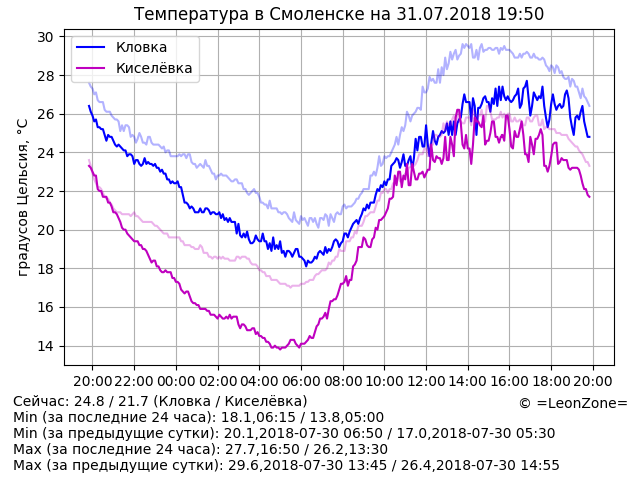 Температура в Смоленске на 31.07.2018 19:50
Кловка
Киселёвка
градусов Цельсия, °C
30
28
26
24
22
20
18
16
14
20:00 22:00 00:00 02:00 04:00 06:00 08:00 10:00 12:00 14:00 16:00 18:00 20:00
Сейчас: 24.8 / 21.7 (Кловка / Киселёвка)
© =LeonZone=
Min (за последние 24 часа): 18.1,06:15 / 13.8,05:00
Min (за предыдущие сутки): 20.1,2018-07-30 06:50 / 17.0,2018-07-30 05:30
Max (за последние 24 часа): 27.7,16:50 / 26.2,13:30
Max (за предыдущие сутки): 29.6,2018-07-30 13:45 / 26.4,2018-07-30 14:55